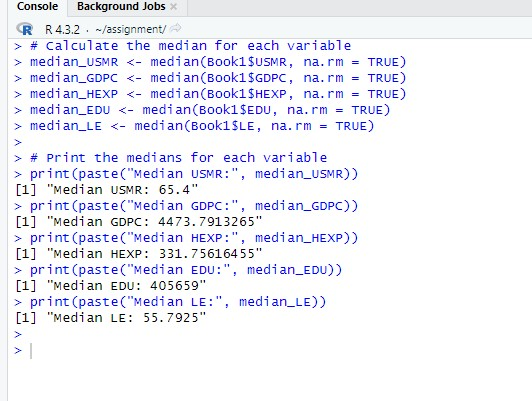 Console Background Jobs ×
R 4.3.2 · ~/assignment/
> # Calculate the median for each variable
> median_USMR <- median(Book1$USMR, na.rm = TRUE)
> median_GDPC <- median(Book1$GDPC, na.rm = TRUE)
> median_HEXP <- median(Book1$HEXP, na.rm = TRUE)
> median_EDU <- median(Book1$EDU, na.rm = TRUE)
> median_LE <- median(Book1$LE, na.rm = TRUE)
>
> # Print the medians for each variable
> print(paste("Median USMR:", median_USMR))
[1] "Median USMR: 65.4"
> print(paste("Median GDPC:", median_GDPC))
[1] "Median GDPC: 4473.7913265"
> print(paste("Median HEXP:", median_HEXP))
[1] "Median HEXP: 331.75616455"
> print(paste("Median EDU:", median_EDU))
[1] "Median EDU: 405659"
> print(paste("Median LE:", median_LE))
[1] "Median LE: 55.7925"
>
>